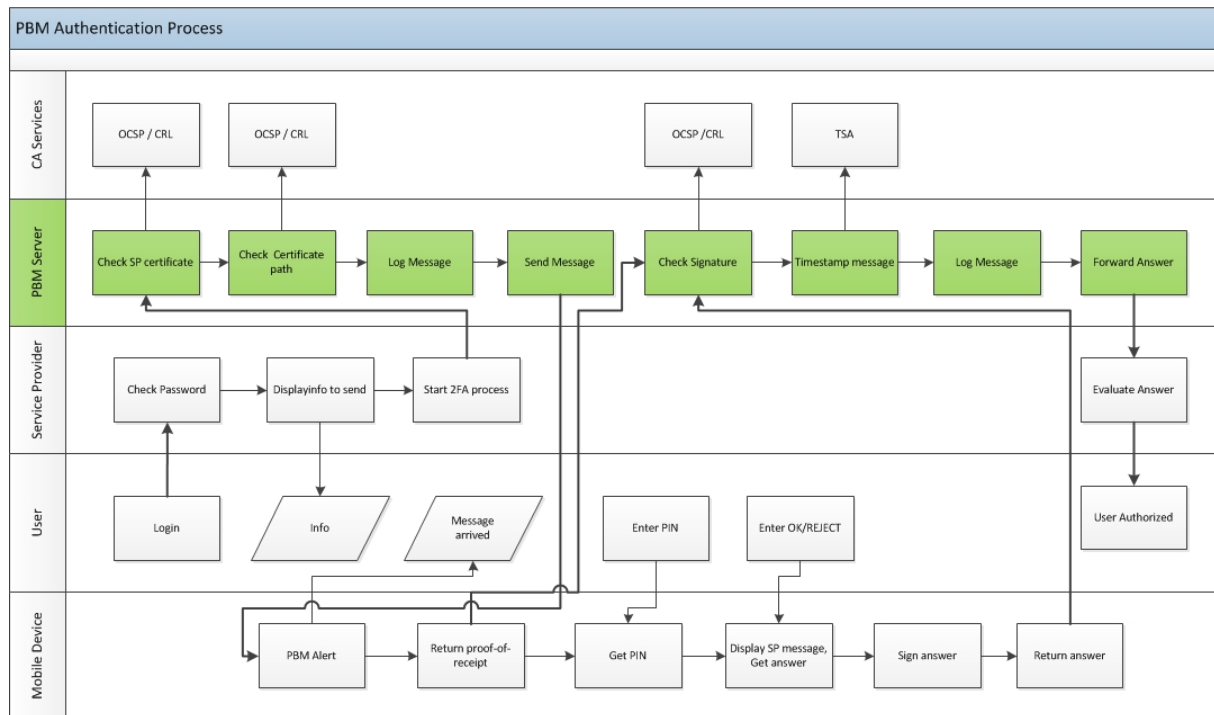 PBM Authentication Process
CA Services
OCSP / CRL
OCSP / CRL
OCSP /CRL
TSA
PBM Server
Check SP certificate
Check Certificate
path
Log Message
Send Message
Check Signature
Timestamp message
Log Message
Forward Answer
Service Provider
Check Password
Displayinfo to send
Start 2FA process
Evaluate Answer
User
Login
Info
Message
arrived
Enter PIN
Enter OK/REJECT
User Authorized
Mobile Device
PBM Alert
Return proof-of-
receipt
Get PIN
Display SP message,
Get answer
Sign answer
Return answer